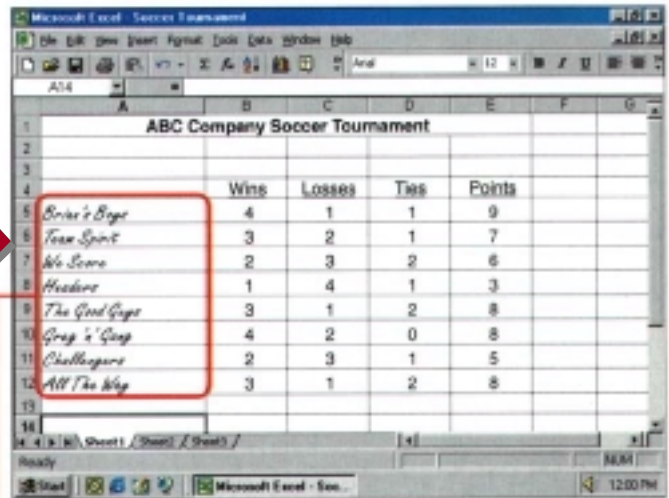 Microsoft Excel - Soccer Tournament
File Edit View Insert Format Tools Data Window Help
Arial 12 B I U
A14 =
A B C D E F G
1 ABC Company Soccer Tournament
2
3
4 Wins Losses Ties Points
5 Brian's Boys 4 1 1 9
6 Team Spirit 3 2 1 7
7 We Score 2 3 2 6
8 Headers 1 4 1 3
9 The Good Guys 3 1 2 8
10 Greg 'n' Gang 4 2 0 8
11 Challengers 2 3 1 5
12 All The Way 3 1 2 8
13
14
Sheet1 Sheet2 Sheet3
Ready NUM
Start Microsoft Excel - Soc... 12:00 PM